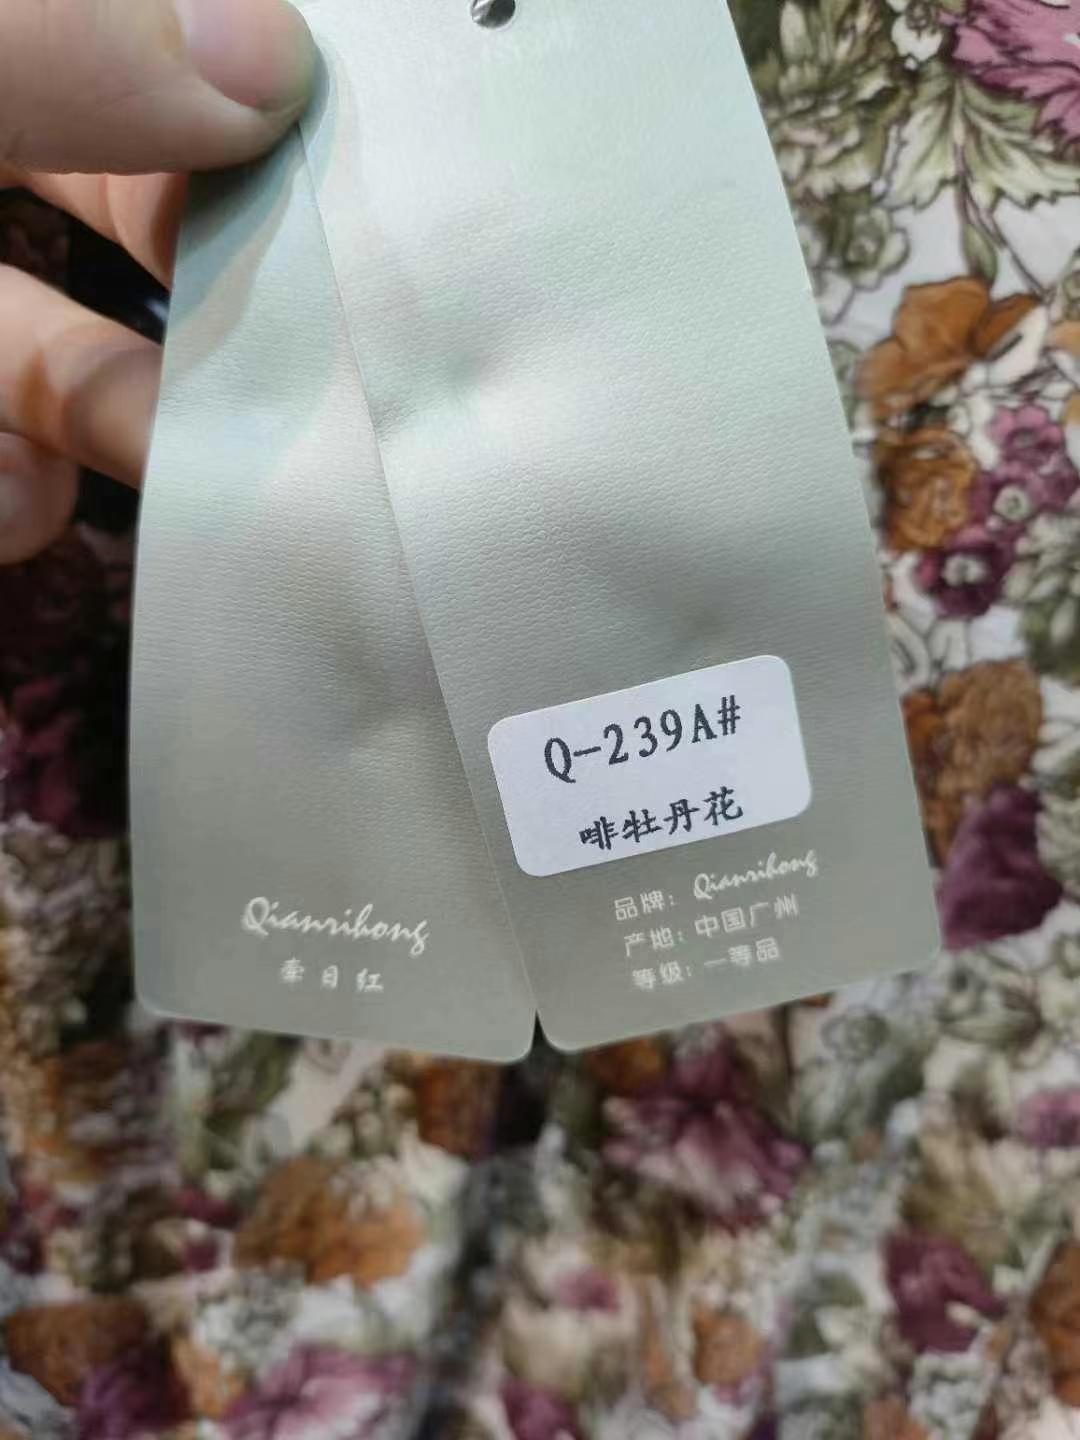 Qianrihong
牵日红
Q-239A#
啡牡丹花
品牌: Qianrihong
产地: 中国广州
等级: 一等品